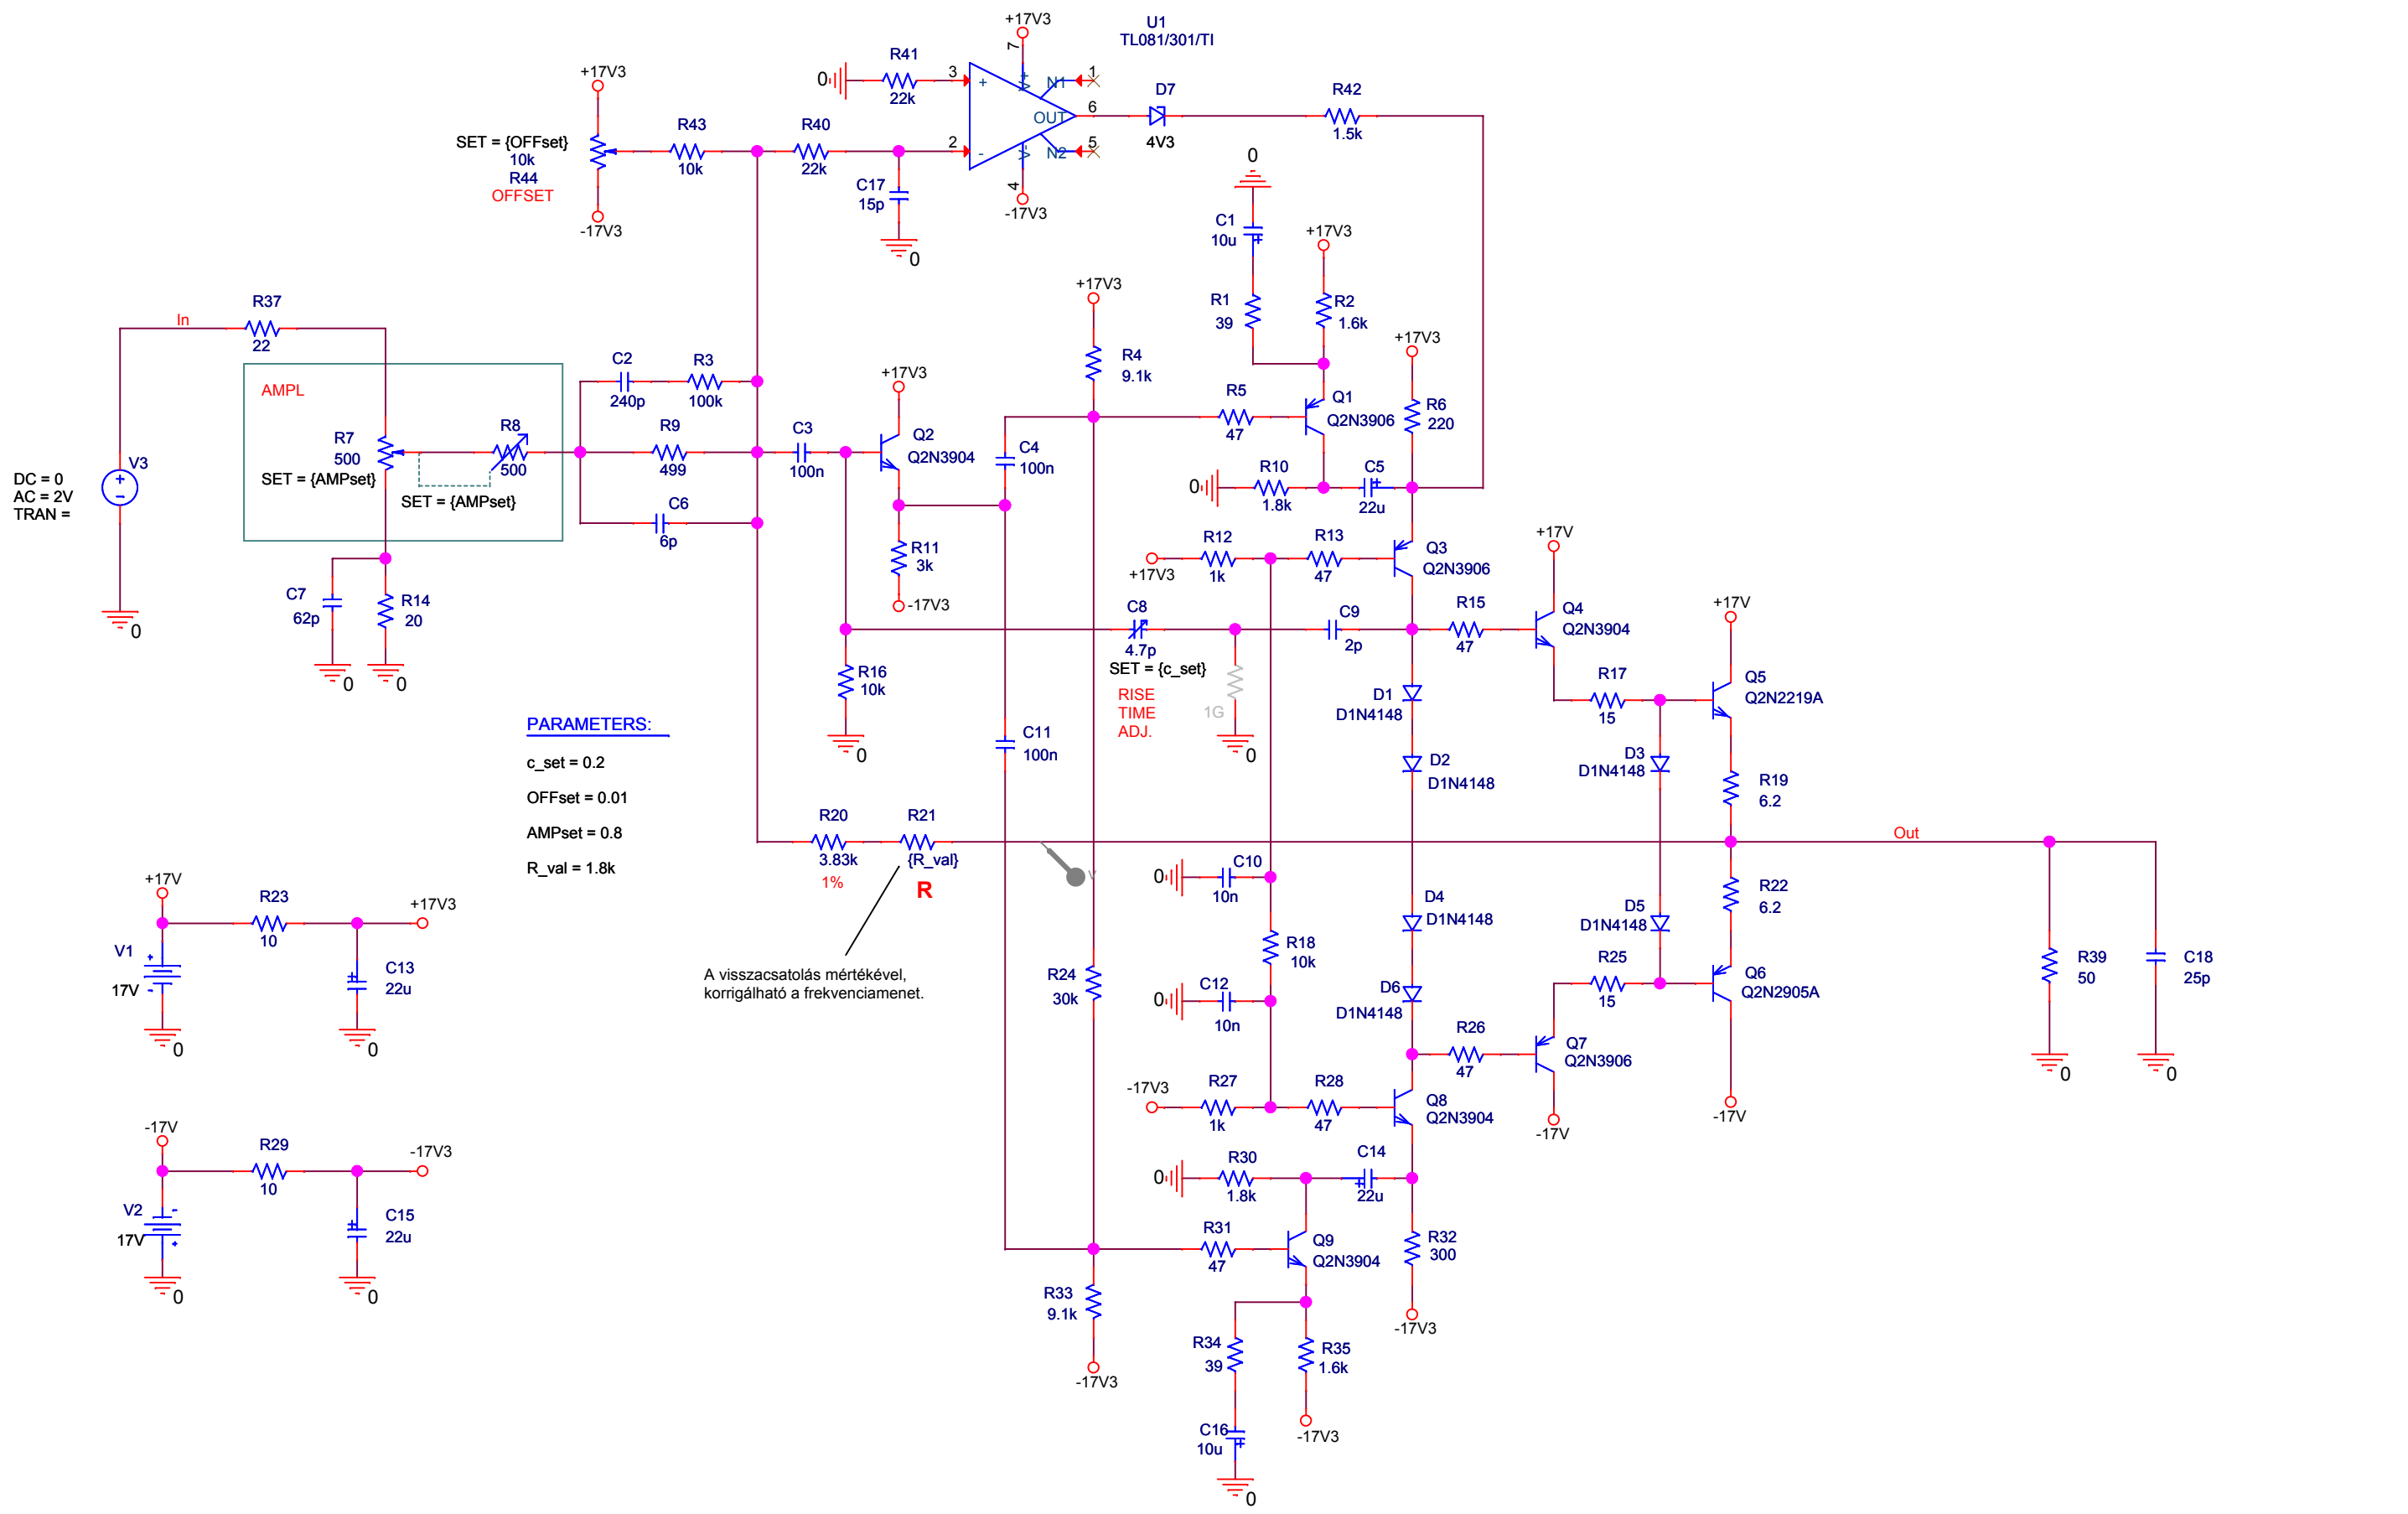 +17V3
U1
TL081/301/TI
7
R41
0
22k
3
+
V+
N1
1
OUT
6
D7
4V3
R42
1.5k
+17V3
SET = {OFFset}
10k
R44
OFFSET
-17V3
R43
10k
R40
22k
2
-
V-
N2
5
4
-17V3
C17
15p
0
0
C1
10u
+17V3
R1
39
R2
1.6k
+17V3
R4
9.1k
+17V3
R6
220
R5
47
Q1
Q2N3906
R10
0
1.8k
C5
22u
In
R37
22
AMPL
R7
500
SET = {AMPset}
R8
500
SET = {AMPset}
C2
240p
R3
100k
R9
499
C6
6p
C3
100n
+17V3
Q2
Q2N3904
C4
100n
R11
3k
-17V3
V3
DC = 0
AC = 2V
TRAN =
0
C7
62p
R14
20
0
0
R12
+17V3
1k
R13
47
Q3
Q2N3906
+17V
Q4
Q2N3904
R15
47
C8
4.7p
SET = {c_set}
RISE
TIME
ADJ.
1G
0
C9
2p
R16
10k
0
D1
D1N4148
D2
D1N4148
R17
15
+17V
Q5
Q2N2219A
D3
D1N4148
R19
6.2
PARAMETERS:
c_set = 0.2
OFFset = 0.01
AMPset = 0.8
R_val = 1.8k
C11
100n
R20
3.83k
1%
R21
{R_val}
R
V
Out
A visszacsatolás mértékével,
korrigálható a frekvenciamenet.
C10
0
10n
R18
10k
C12
0
10n
D4
D1N4148
D6
D1N4148
R22
6.2
D5
D1N4148
R25
15
Q6
Q2N2905A
R39
50
0
C18
25p
0
+17V
R23
10
+17V3
V1
17V
C13
22u
0
0
R24
30k
R26
47
Q7
Q2N3906
-17V
-17V
-17V3
R27
1k
R28
47
Q8
Q2N3904
R30
0
1.8k
C14
22u
-17V
R29
10
-17V3
V2
17V
C15
22u
0
0
R31
47
Q9
Q2N3904
R32
300
-17V3
R33
9.1k
-17V3
R34
39
R35
1.6k
-17V3
C16
10u
0